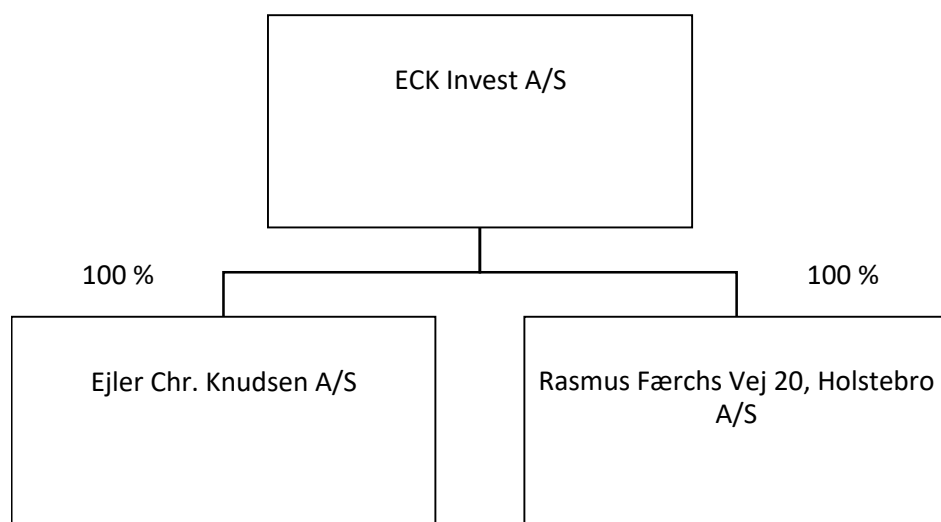 ECK Invest A/S
100 %
100 %
Ejler Chr. Knudsen A/S
Rasmus Færchs Vej 20, Holstebro
A/S